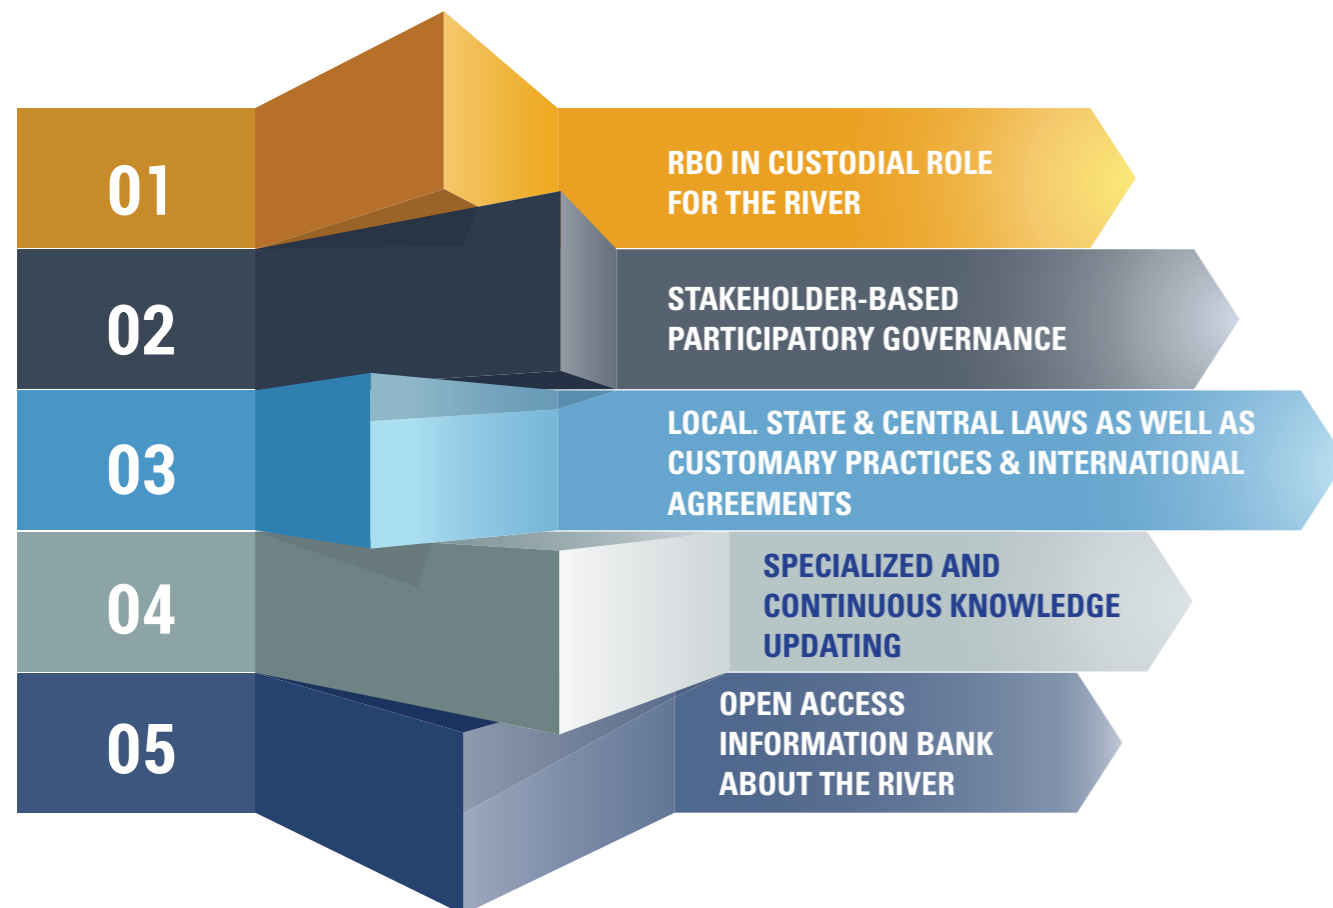 01
RBO IN CUSTODIAL ROLE
FOR THE RIVER
02
STAKEHOLDER-BASED
PARTICIPATORY GOVERNANCE
03
LOCAL. STATE & CENTRAL LAWS AS WELL AS
CUSTOMARY PRACTICES & INTERNATIONAL
AGREEMENTS
04
SPECIALIZED AND
CONTINUOUS KNOWLEDGE
UPDATING
05
OPEN ACCESS
INFORMATION BANK
ABOUT THE RIVER